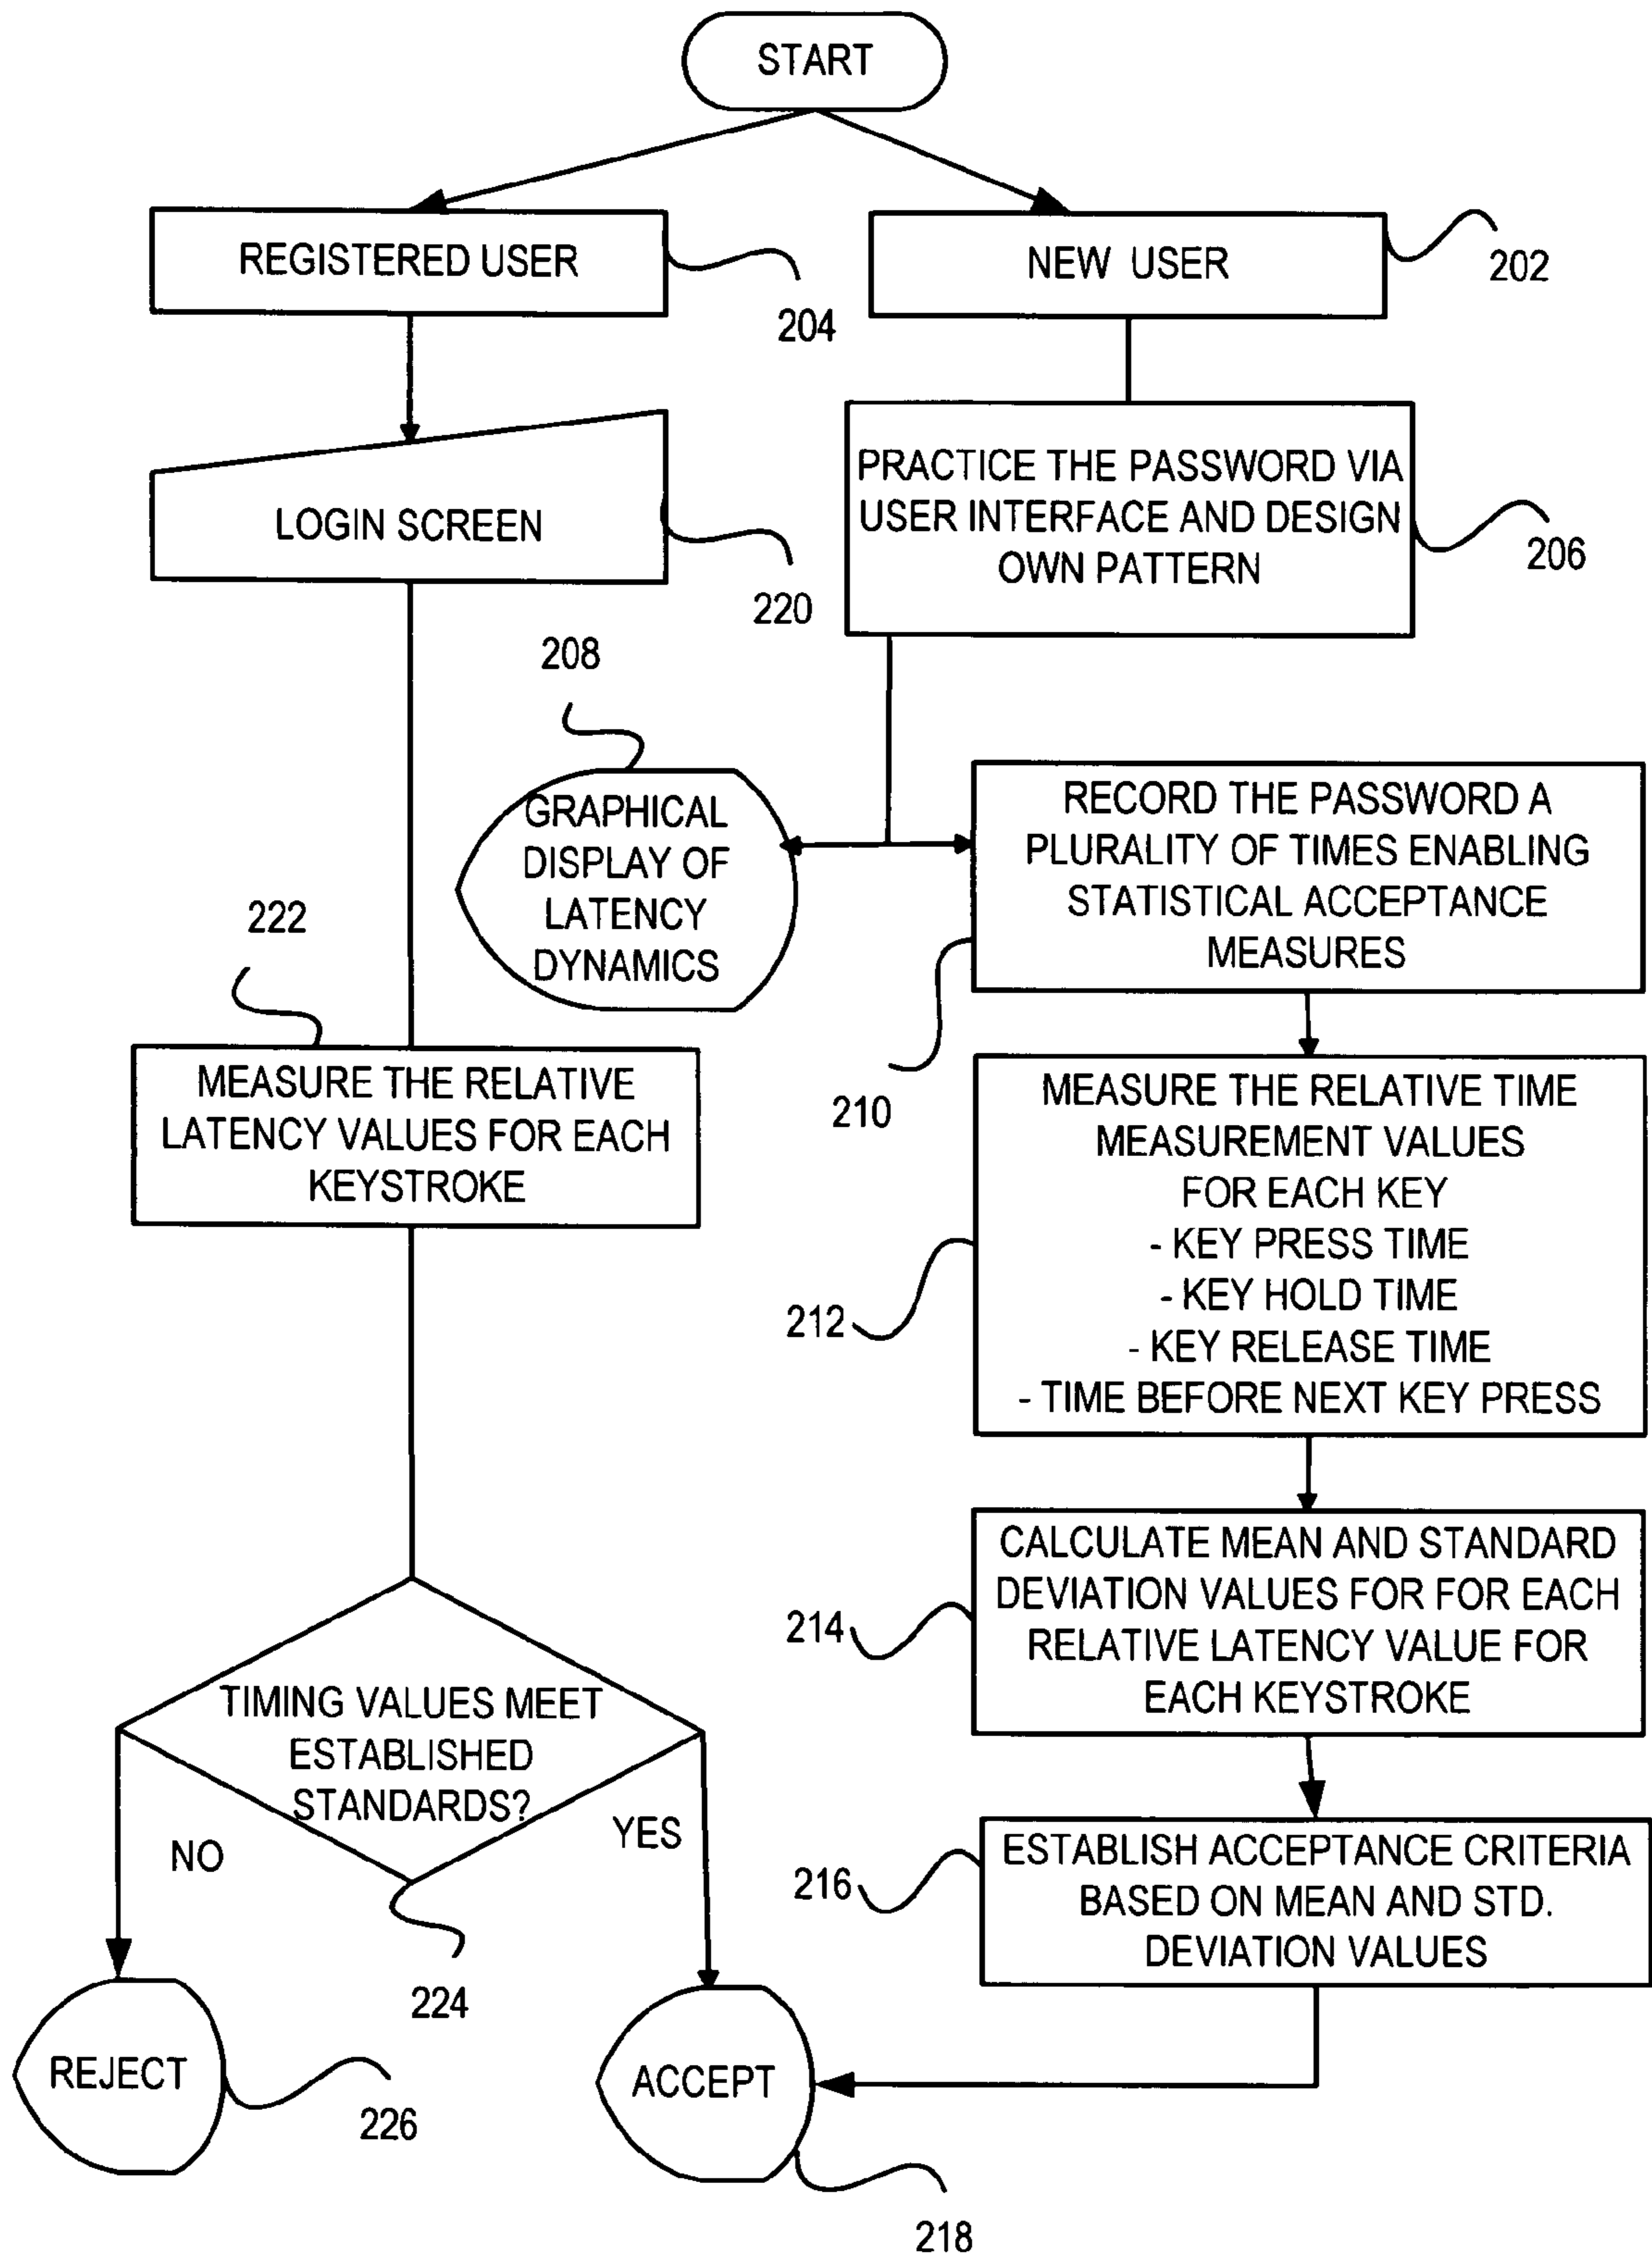 START
REGISTERED USER
204
NEW USER
202
LOGIN SCREEN
220
PRACTICE THE PASSWORD VIA
USER INTERFACE AND DESIGN
OWN PATTERN
206
208
GRAPHICAL
DISPLAY OF
LATENCY
DYNAMICS
RECORD THE PASSWORD A
PLURALITY OF TIMES ENABLING
STATISTICAL ACCEPTANCE
MEASURES
210
222
MEASURE THE RELATIVE
LATENCY VALUES FOR EACH
KEYSTROKE
MEASURE THE RELATIVE TIME
MEASUREMENT VALUES
FOR EACH KEY
- KEY PRESS TIME
- KEY HOLD TIME
- KEY RELEASE TIME
- TIME BEFORE NEXT KEY PRESS
212
CALCULATE MEAN AND STANDARD
DEVIATION VALUES FOR FOR EACH
RELATIVE LATENCY VALUE FOR
EACH KEYSTROKE
214
TIMING VALUES MEET
ESTABLISHED
STANDARDS?
NO
YES
224
ESTABLISH ACCEPTANCE CRITERIA
BASED ON MEAN AND STD.
DEVIATION VALUES
216
REJECT
226
ACCEPT
218